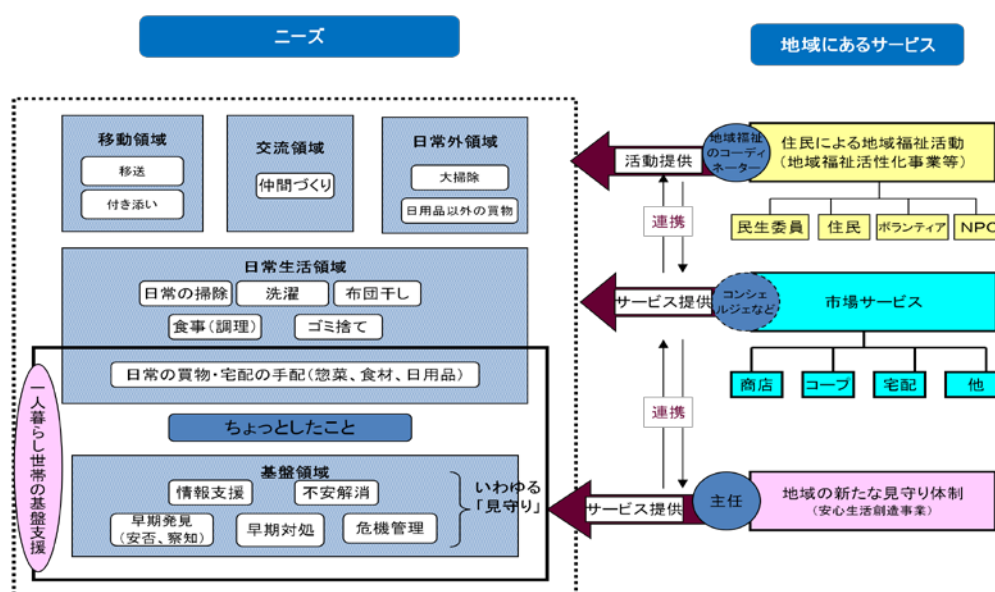 ニーズ
地域にあるサービス
移動領域
移送
付き添い
交流領域
仲間づくり
日常外領域
大掃除
日用品以外の買物
活動提供
地域福祉
のコーディ
ネーター
住民による地域福祉活動
(地域福祉活性化事業等)
民生委員
住民
ボランティア
NPO
連携
日常生活領域
日常の掃除
洗濯
布団干し
食事(調理)
ゴミ捨て
日常の買物・宅配の手配(惣菜、食材、日用品)
サービス提供
コンシェ
ルジェなど
市場サービス
商店
コープ
宅配
他
連携
一人暮らし世帯の基盤支援
ちょっとしたこと
基盤領域
情報支援
不安解消
早期発見
(安否、察知)
早期対処
危機管理
いわゆる
「見守り」
サービス提供
主任
地域の新たな見守り体制
(安心生活創造事業)